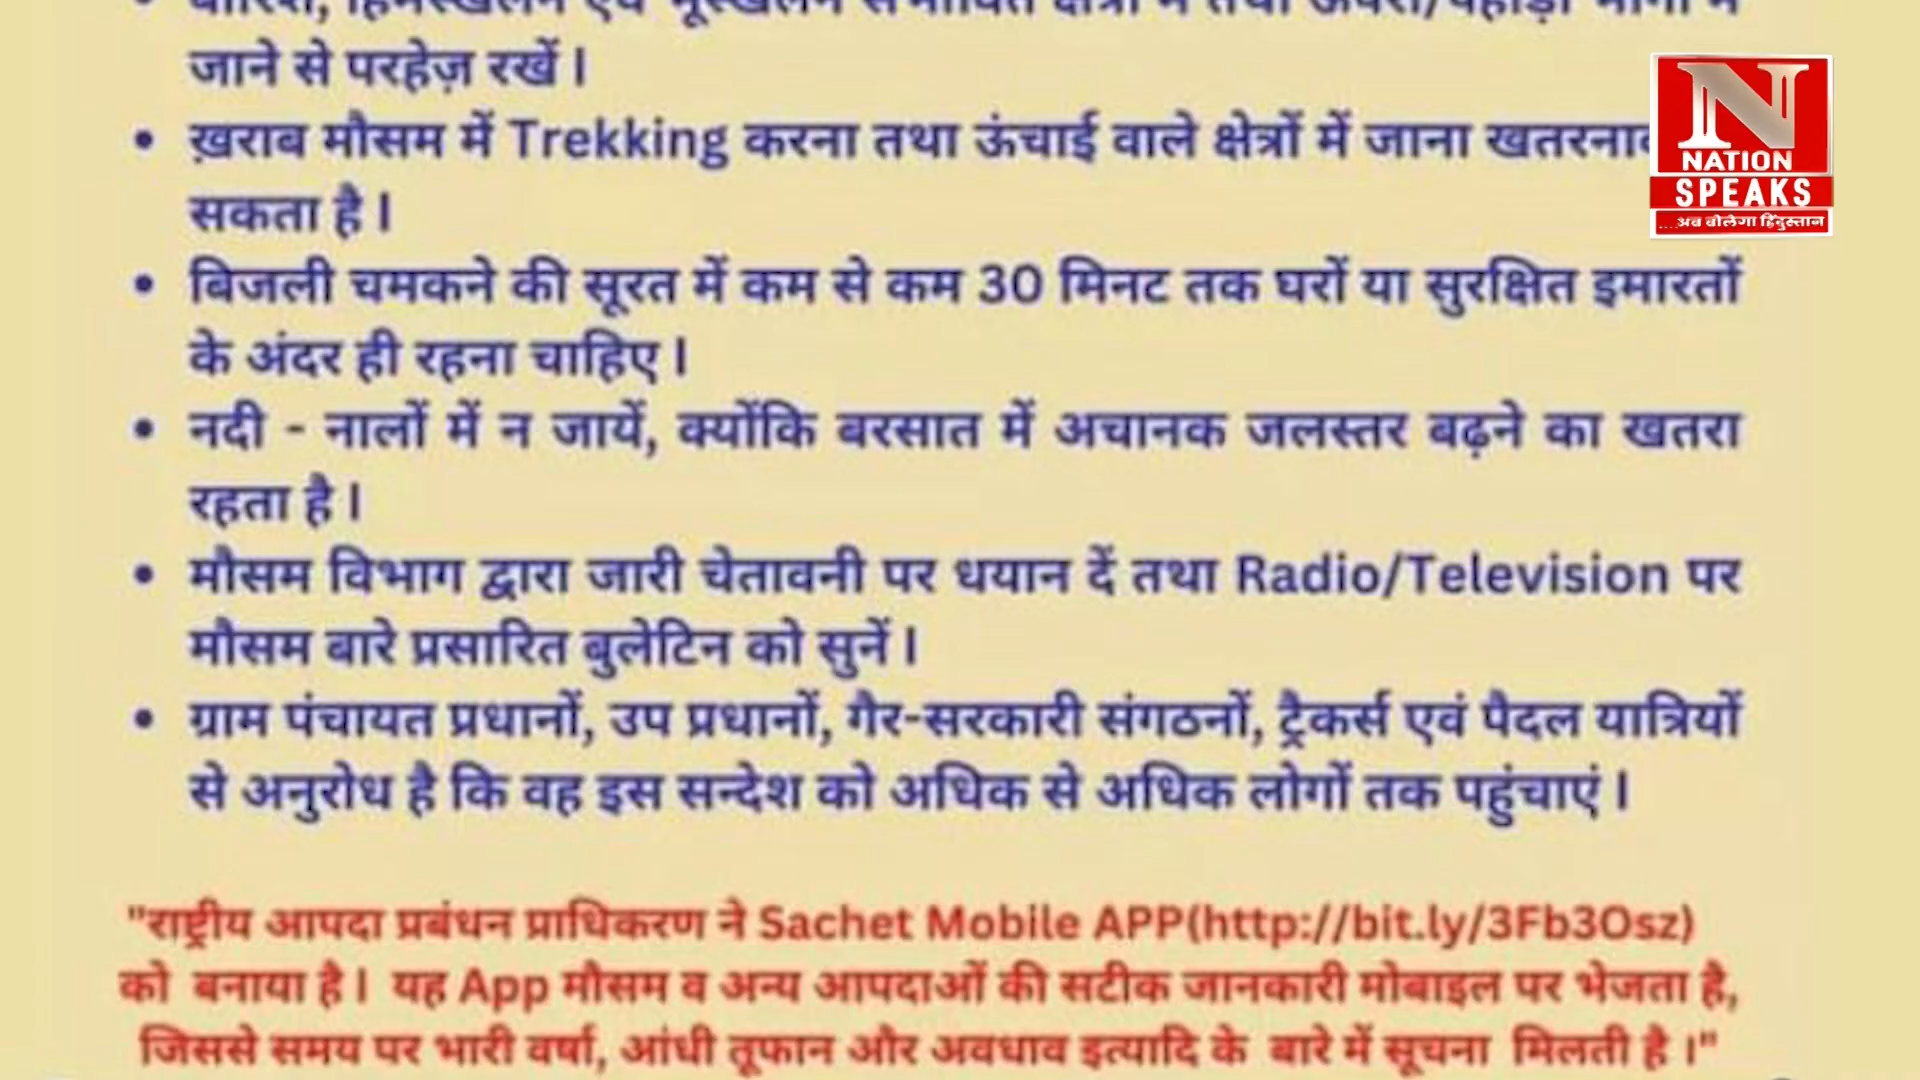 जाने से परहेज़ रखें।
ख़राब मौसम में Trekking करना तथा ऊंचाई वाले क्षेत्रों में जाना
सकता है।
बिजली चमकने की सूरत में कम से कम 30 मिनट तक घरों या सुरक्षित इमारतों
के अंदर ही रहना चाहिए।
नदी - नालों में न जायें, क्योंकि बरसात में अचानक जलस्तर बढ़ने का खतरा
रहता है।
मौसम विभाग द्वारा जारी चेतावनी पर धयान दें तथा Radio/Television पर
मौसम बारे प्रसारित बुलेटिन को सुनें।
ग्राम पंचायत प्रधानों, उप प्रधानों, गैर-सरकारी संगठनों, ट्रैकर्स एवं पैदल यात्रियों
से अनुरोध है कि वह इस सन्देश को अधिक से अधिक लोगों तक पहुंचाएं।
"राष्ट्रीय आपदा प्रबंधन प्राधिकरण ने Sachet Mobile APP(http://bit.ly/3Fb3Osz)
को बनाया है। यह App मौसम व अन्य आपदाओं की सटीक जानकारी मोबाइल पर भेजता है,
जिससे समय पर भारी वर्षा, आंधी तूफान और अवधाव इत्यादि के बारे में सूचना मिलती है।"
N
NATION
SPEAKS
....अब बोलेगा हिंदुस्तान